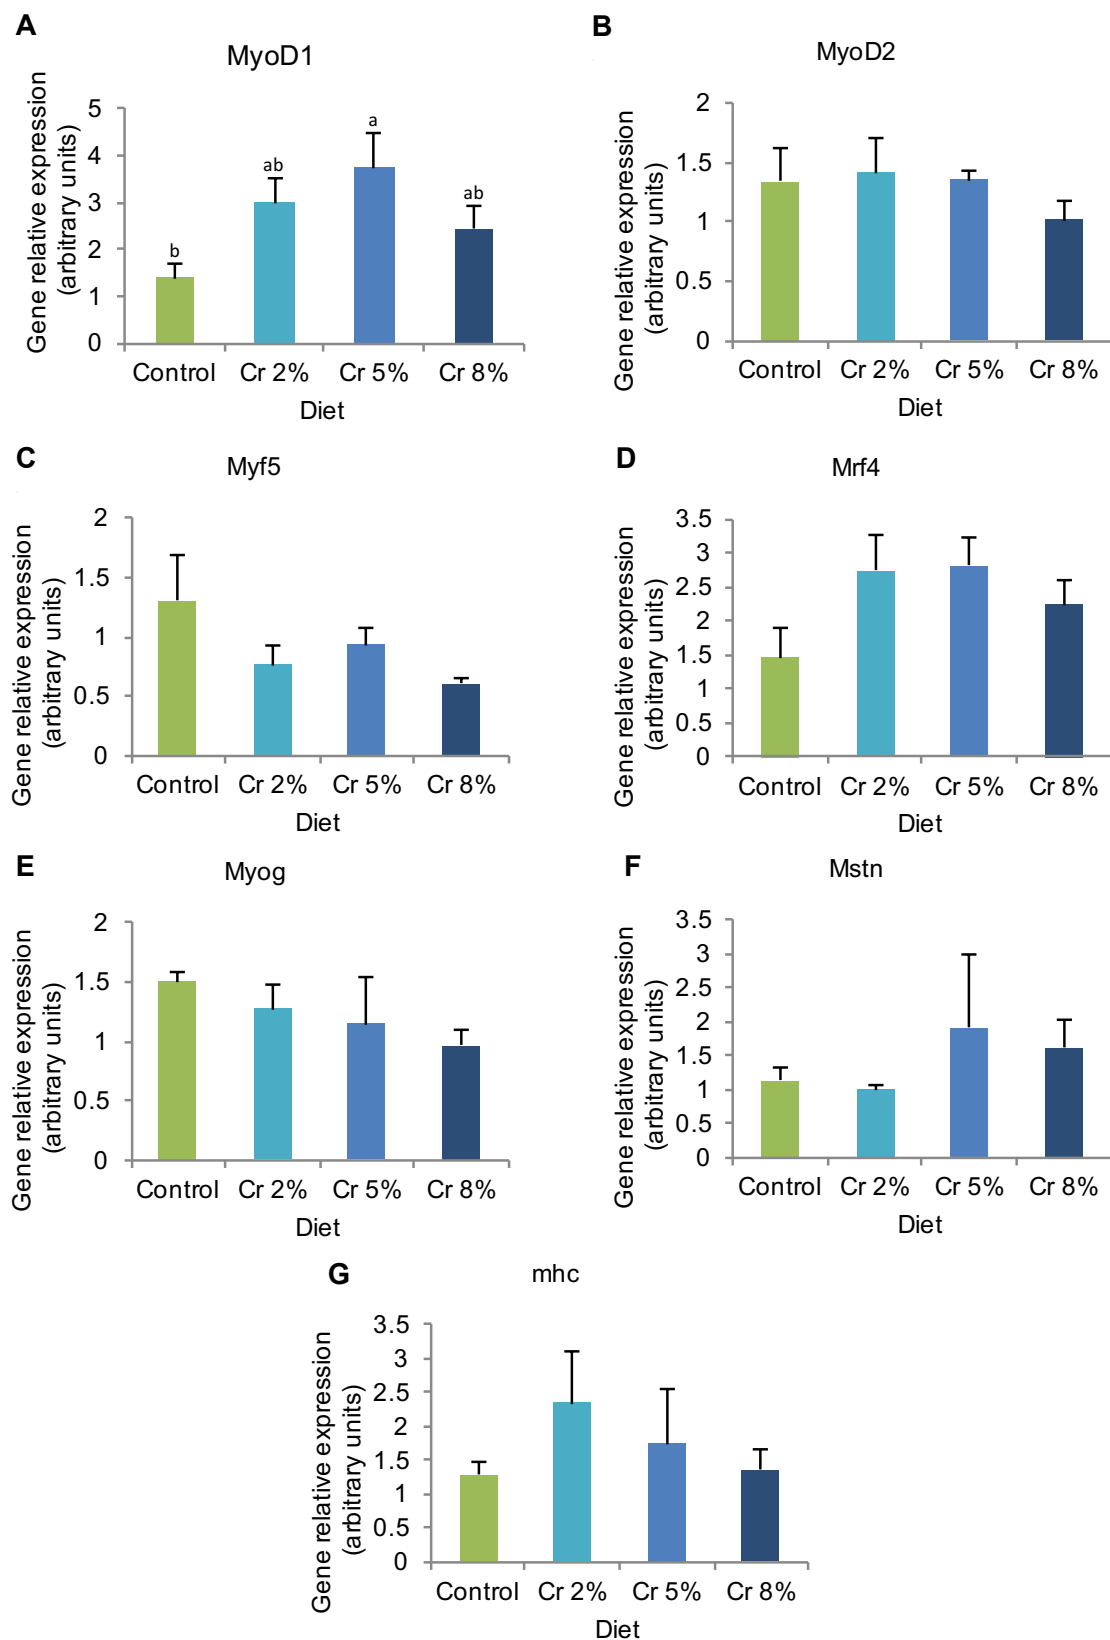 A
MyoD1
Gene relative expression
(arbitrary units)
5
4
3
2
1
0
b
ab
a
ab
Control Cr 2% Cr 5% Cr 8%
Diet
B
MyoD2
Gene relative expression
(arbitrary units)
2
1.5
1
0.5
0
Control Cr 2% Cr 5% Cr 8%
Diet
C
Myf5
Gene relative expression
(arbitrary units)
2
1.5
1
0.5
0
Control Cr 2% Cr 5% Cr 8%
Diet
D
Mrf4
Gene relative expression
(arbitrary units)
3.5
3
2.5
2
1.5
1
0.5
0
Control Cr 2% Cr 5% Cr 8%
Diet
E
Myog
Gene relative expression
(arbitrary units)
2
1.5
1
0.5
0
Control Cr 2% Cr 5% Cr 8%
Diet
F
Mstn
Gene relative expression
(arbitrary units)
3.5
3
2.5
2
1.5
1
0.5
0
Control Cr 2% Cr 5% Cr 8%
Diet
G
mhc
Gene relative expression
(arbitrary units)
3.5
3
2.5
2
1.5
1
0.5
0
Control Cr 2% Cr 5% Cr 8%
Diet